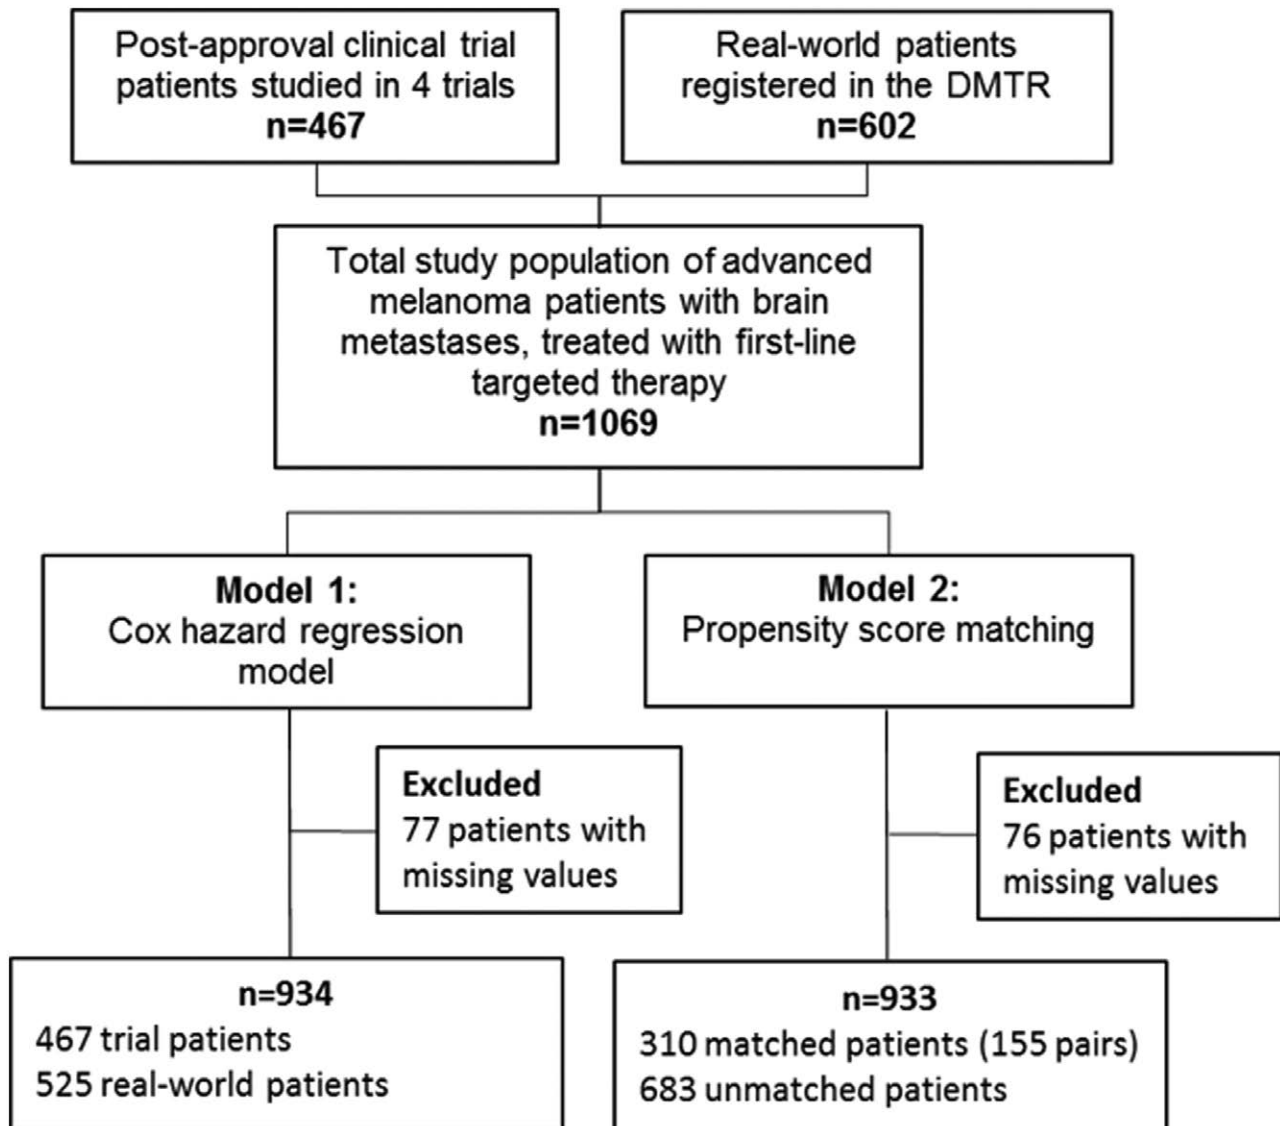 Post-approval clinical trial
patients studied in 4 trials
n=467
Real-world patients
registered in the DMTR
n=602
Total study population of advanced
melanoma patients with brain
metastases, treated with first-line
targeted therapy
n=1069
Model 1:
Cox hazard regression
model
Model 2:
Propensity score matching
Excluded
77 patients with
missing values
Excluded
76 patients with
missing values
n=934
467 trial patients
525 real-world patients
n=933
310 matched patients (155 pairs)
683 unmatched patients